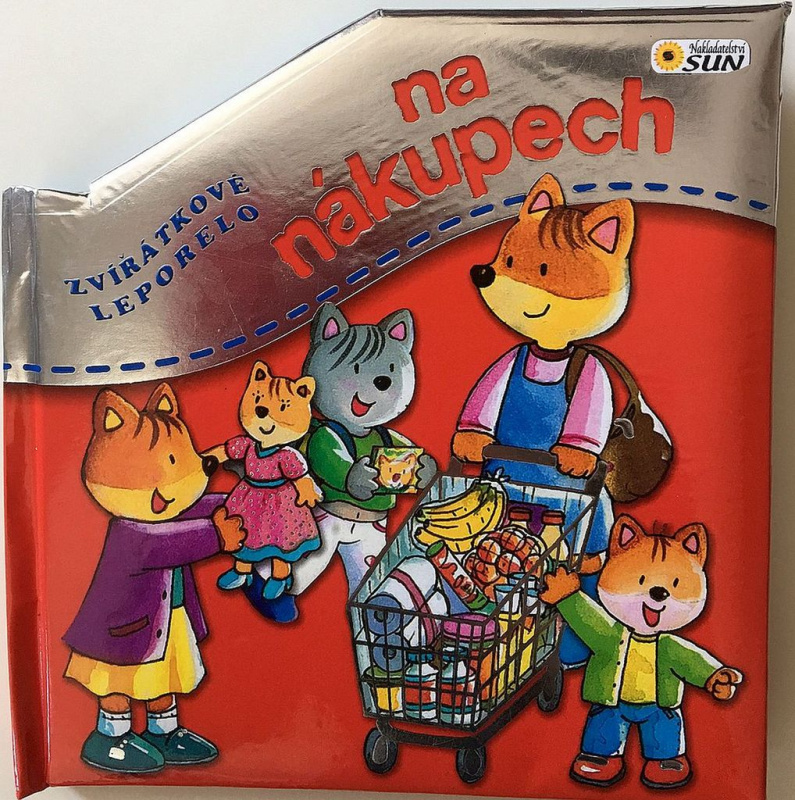 Nakladatelství
SUN
na
nákupech
ZVÍŘÁTKOVÉ
LEPORELO